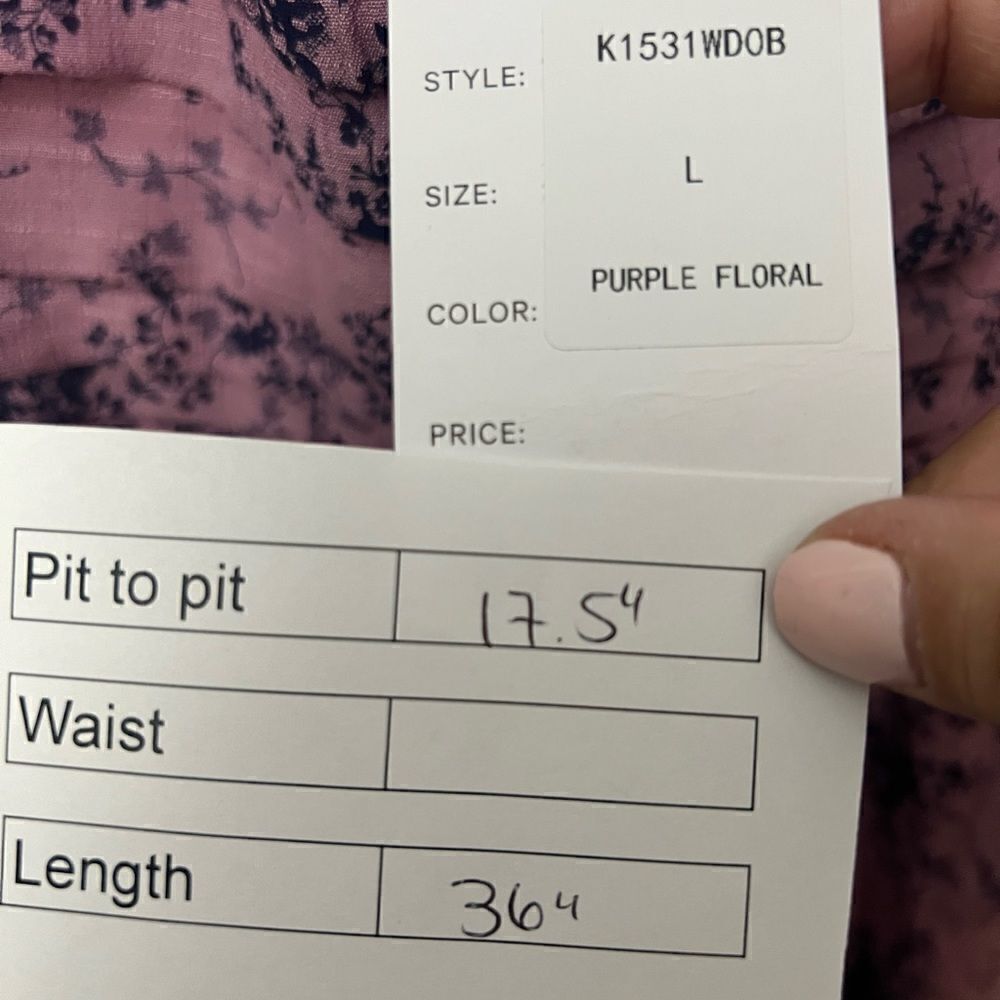 STYLE: K1531WDOB
SIZE: L
COLOR: PURPLE FLORAL
PRICE:
Pit to pit 17.5"
Waist
Length 36"